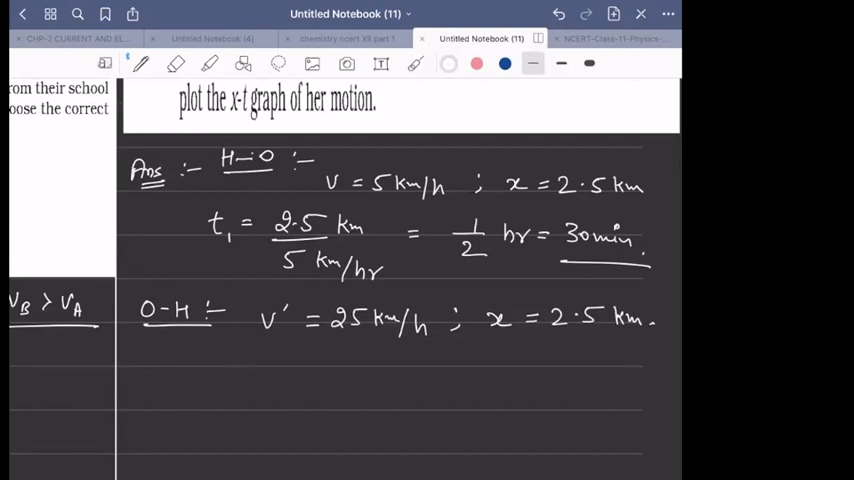 Untitled Notebook (11)
CHP-2 CURRENT AND EL...
Untitled Notebook (4)
chemistry ncert XII part 1
Untitled Notebook (11)
NCERT-Class-11-Physics-...
rom their school
oose the correct
plot the x-t graph of her motion.
Ans :- H-O :-
v = 5 km/h ; x = 2.5 km
t₁ = 2.5 km / 5 km/hr = 1/2 hr = 30 min.
VB > VA
O-H :- v' = 25 km/h ; x = 2.5 km.